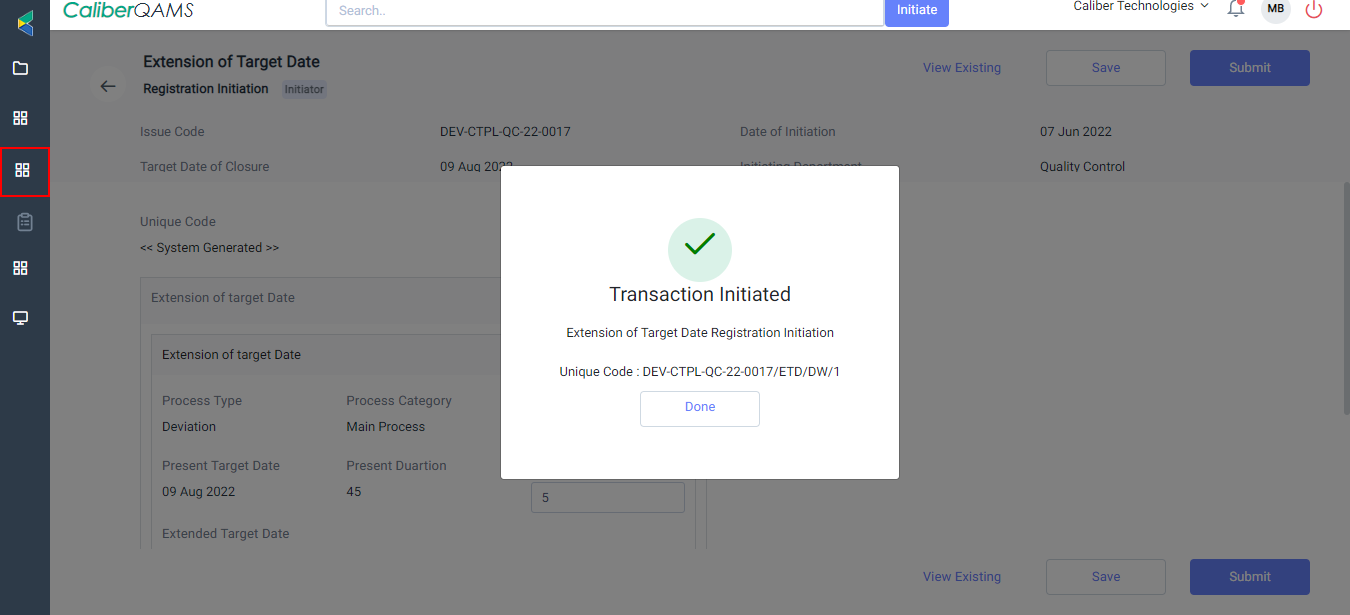 CaliberQAMS
Search..
Initiate
Caliber Technologies
MB
Extension of Target Date
Registration Initiation Initiator
View Existing
Save
Submit
Issue Code
DEV-CTPL-QC-22-0017
Date of Initiation
07 Jun 2022
Target Date of Closure
09 Aug 2022
Initiating Department
Quality Control
Unique Code
<< System Generated >>
Extension of target Date
Extension of target Date
Process Type
Process Category
Deviation
Main Process
Present Target Date
Present Duartion
09 Aug 2022
45
5
Extended Target Date
Transaction Initiated
Extension of Target Date Registration Initiation
Unique Code : DEV-CTPL-QC-22-0017/ETD/DW/1
Done
View Existing
Save
Submit